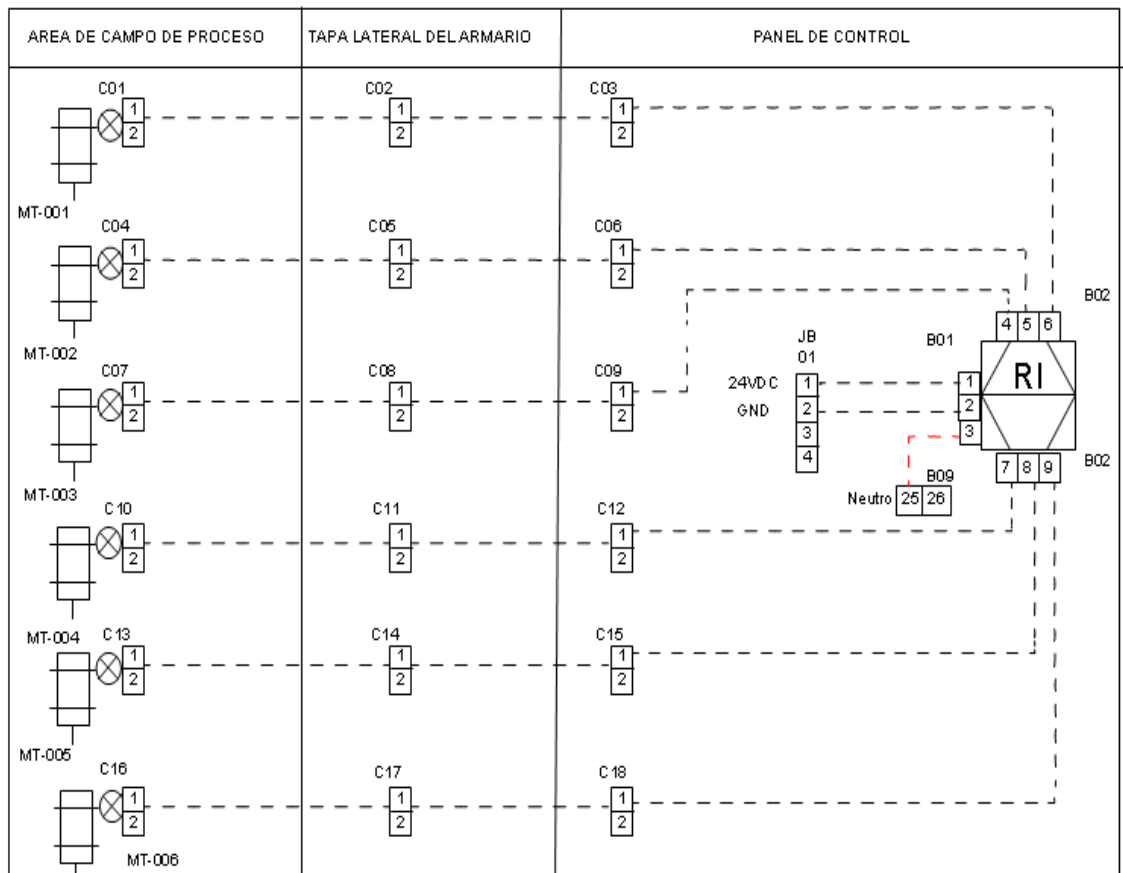 AREA DE CAMPO DE PROCESO TAPA LATERAL DEL ARMARIO PANEL DE CONTROL
C01 C02 C03
1 1 1
2 2 2
MT-001
C04 C05 C06
1 1 1
2 2 2
B02
4 5 6
MT-002
JB
01
B01
RI
C07 C08 C09
24VDC 1 1
1 1 1
2 2 2
GND 2 2
3 3
4
B02
7 8 9
MT-003
B09
Neutro 25 26
C10 C11 C12
1 1 1
2 2 2
MT-004
C13 C14 C15
1 1 1
2 2 2
MT-005
C16 C17 C18
1 1 1
2 2 2
MT-006